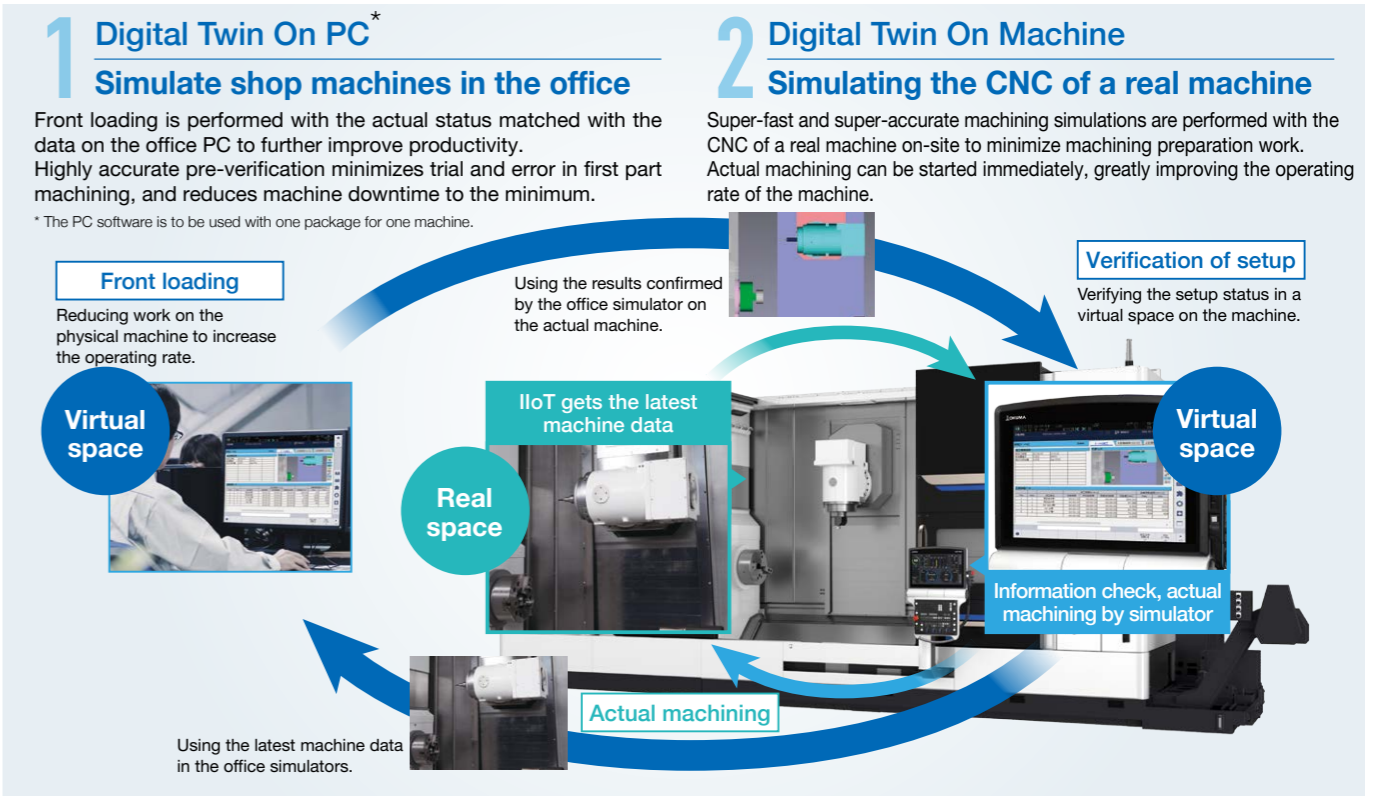 1
Digital Twin On PC*
Simulate shop machines in the office
Front loading is performed with the actual status matched with the
data on the office PC to further improve productivity.
Highly accurate pre-verification minimizes trial and error in first part
machining, and reduces machine downtime to the minimum.
* The PC software is to be used with one package for one machine.
2
Digital Twin On Machine
Simulating the CNC of a real machine
Super-fast and super-accurate machining simulations are performed with the
CNC of a real machine on-site to minimize machining preparation work.
Actual machining can be started immediately, greatly improving the operating
rate of the machine.
Front loading
Reducing work on the
physical machine to increase
the operating rate.
Virtual
space
Using the results confirmed
by the office simulator on
the actual machine.
Verification of setup
Verifying the setup status in a
virtual space on the machine.
IIoT gets the latest
machine data
Real
space
OKUMA
Virtual
space
Information check, actual
machining by simulator
Actual machining
Using the latest machine data
in the office simulators.